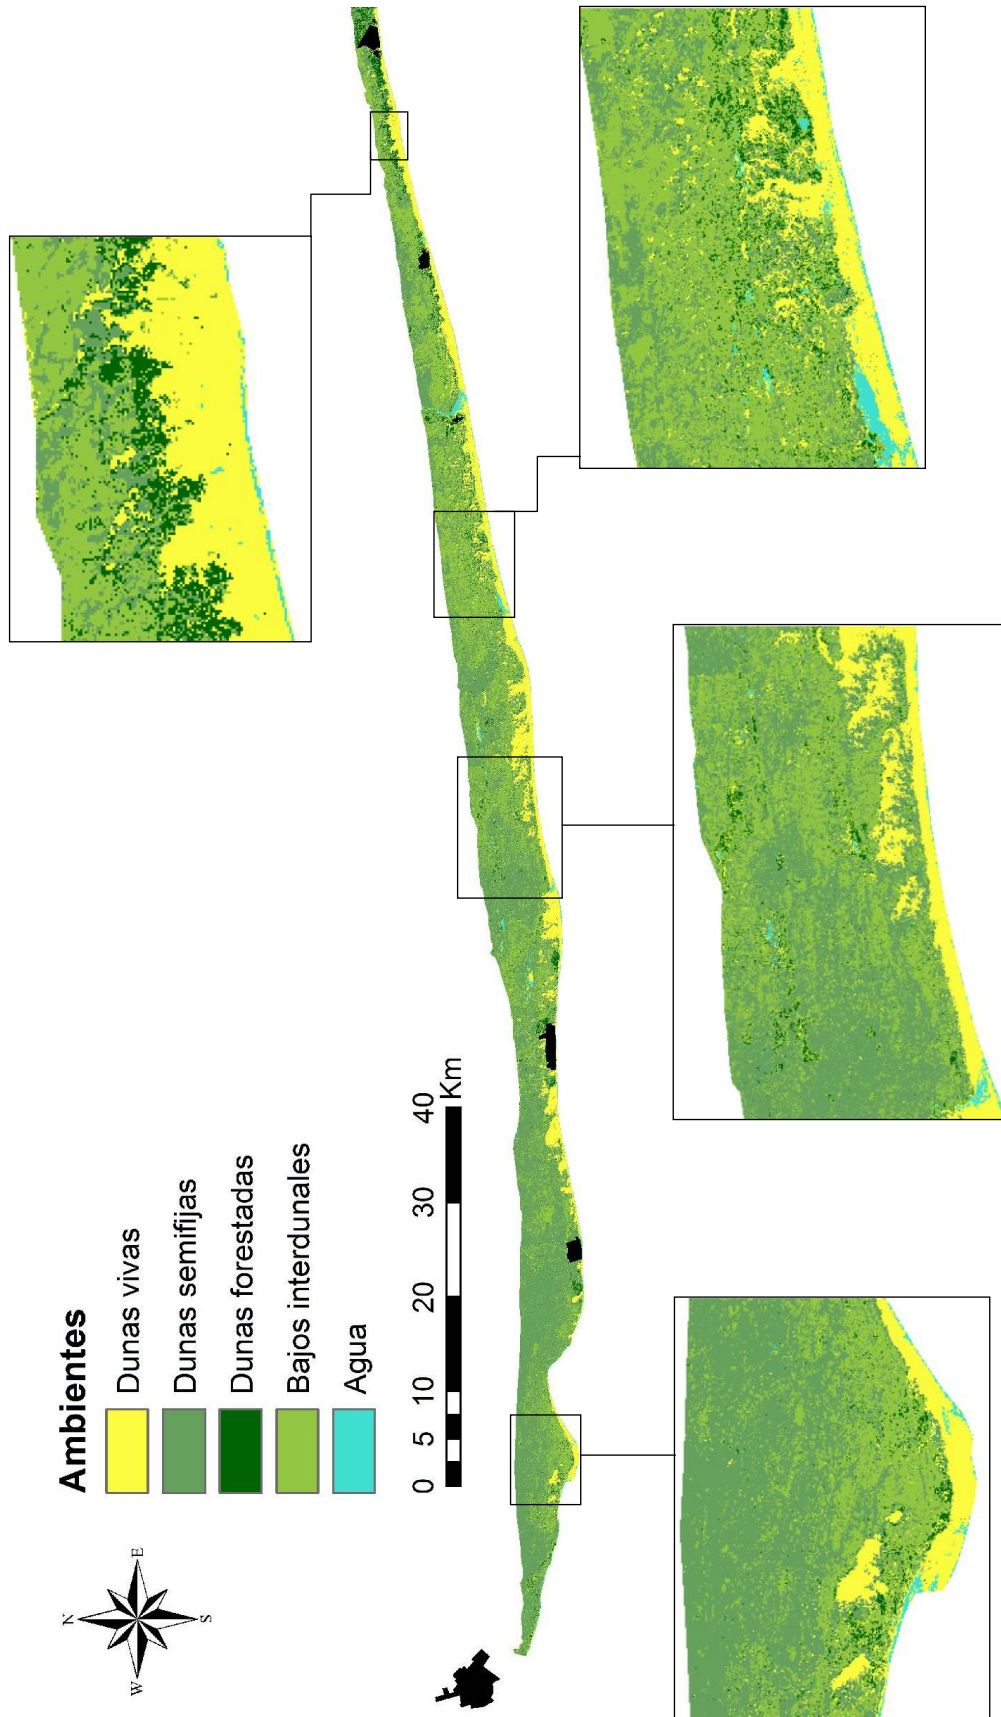 Ambientes
Dunas vivas
Dunas semifijas
Dunas forestadas
Bajos interdunales
Agua
0 5 10 20 30 40
Km
N
E
S
W